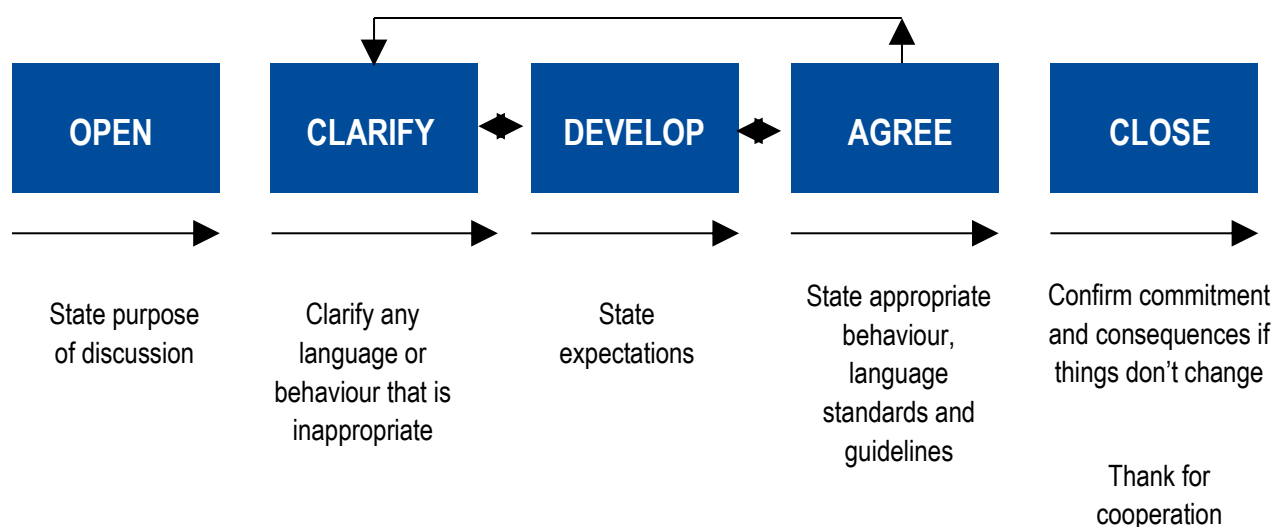 OPEN
CLARIFY
DEVELOP
AGREE
CLOSE
State purpose
of discussion
Clarify any
language or
behaviour that is
inappropriate
State
expectations
State appropriate
behaviour,
language
standards and
guidelines
Confirm commitment
and consequences if
things don’t change
Thank for
cooperation